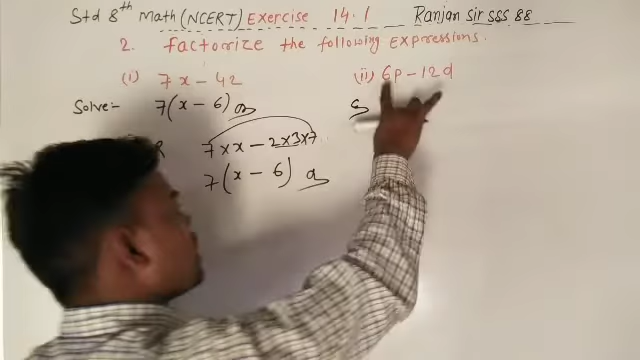 Std 8th Math (NCERT) Exercise 14.1 Ranjan Sir SSS 88
2. Factorize the following expressions.
(i) 7x - 42 (ii) 6p - 12q
Solve:- 7(x - 6) S
7 × x - 2×3×7
7(x - 6)